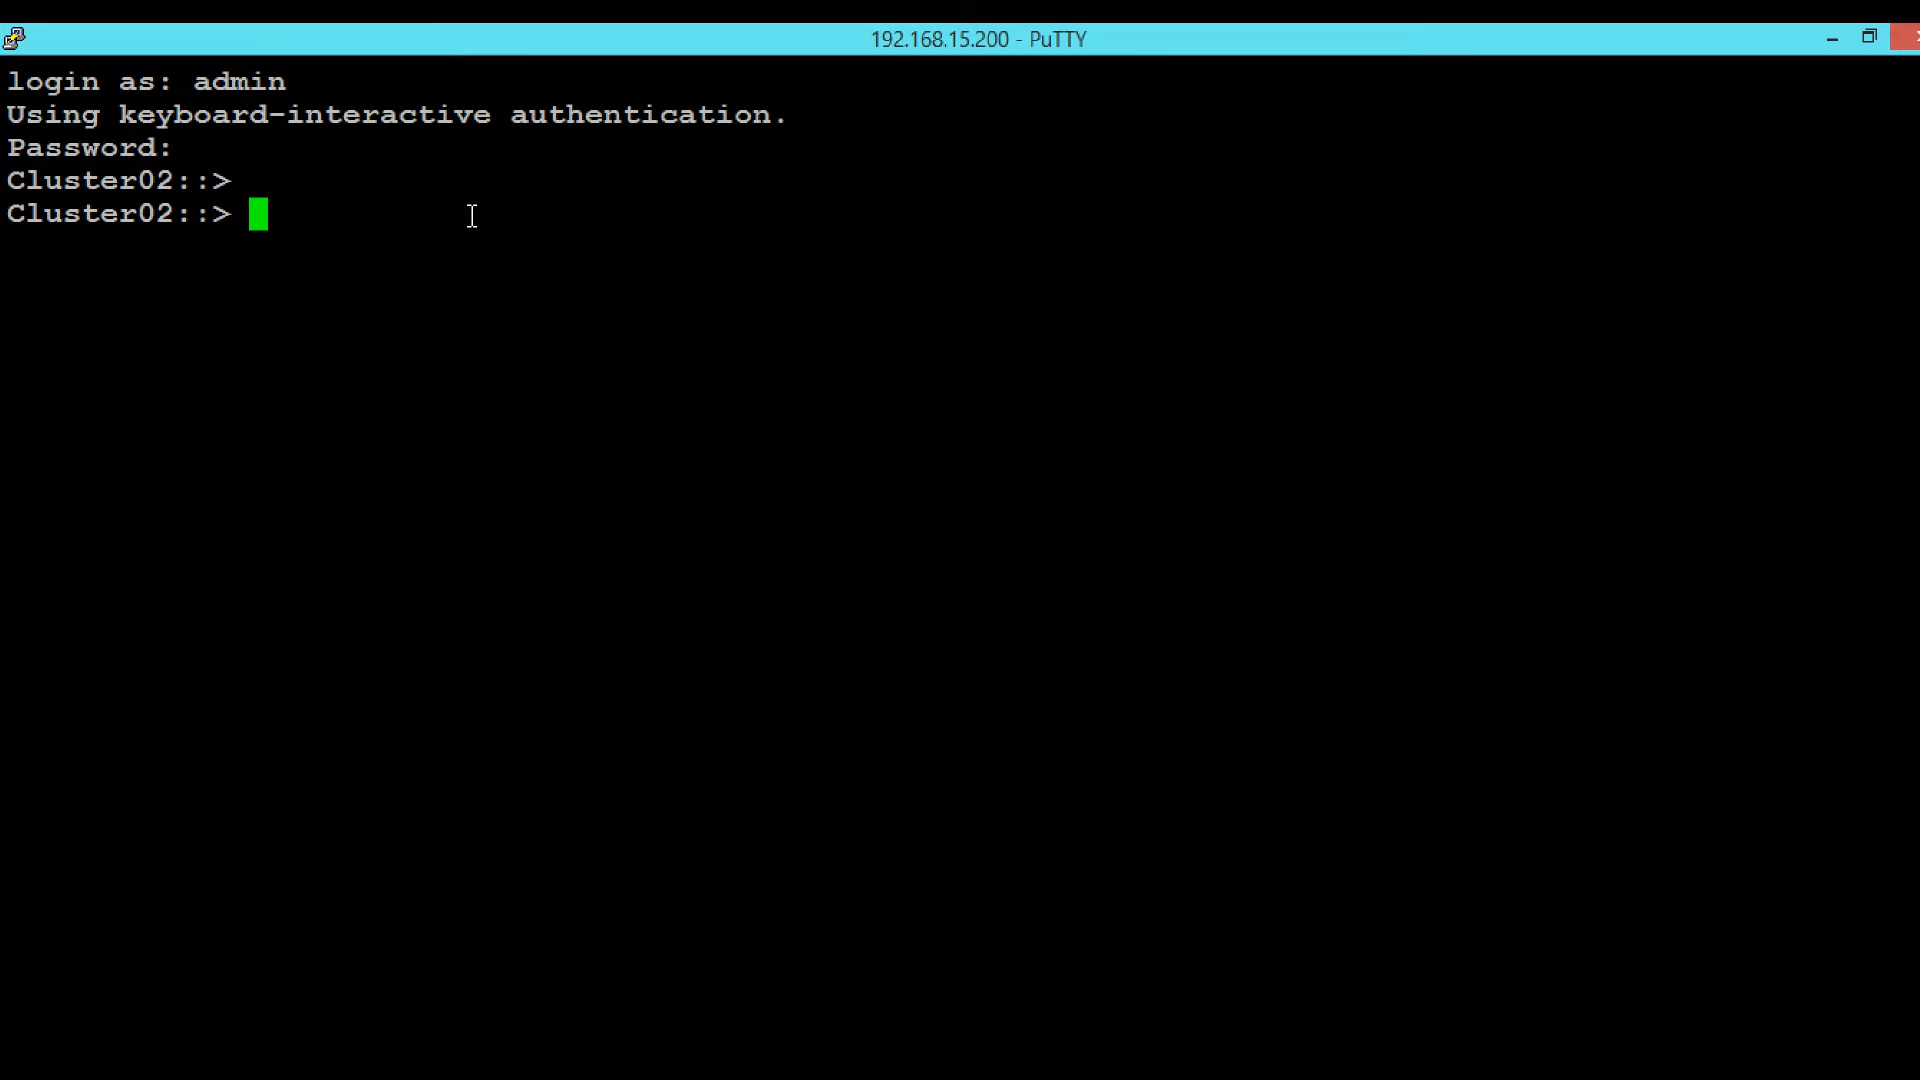 192.168.15.200 - PuTTY
login as: admin
Using keyboard-interactive authentication.
Password:
Cluster02::>
Cluster02::>